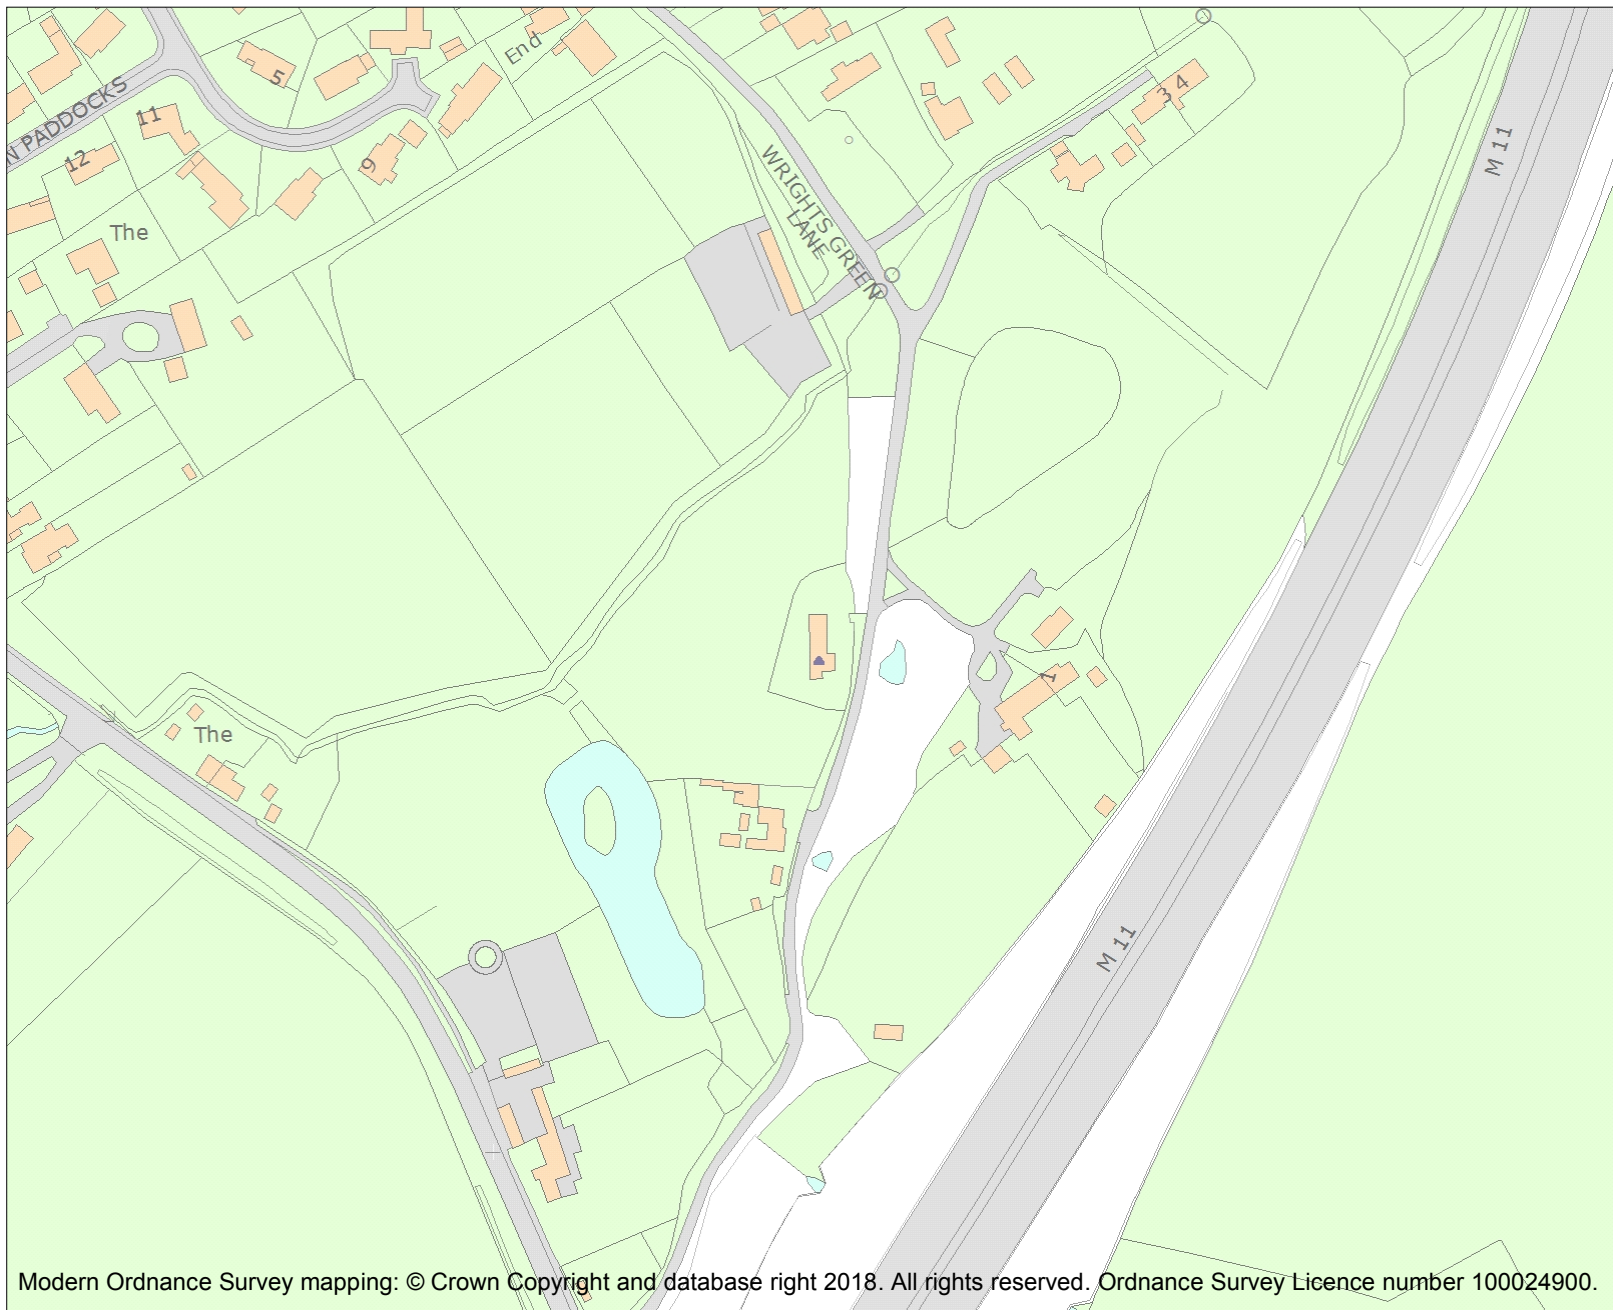 End
5
3 4
N PADDOCKS
11
M 11
12
9
WRIGHTS GREEN
LANE
The
1
The
M 11
Modern Ordnance Survey mapping: © Crown Copyright and database right 2018. All rights reserved. Ordnance Survey Licence number 100024900.